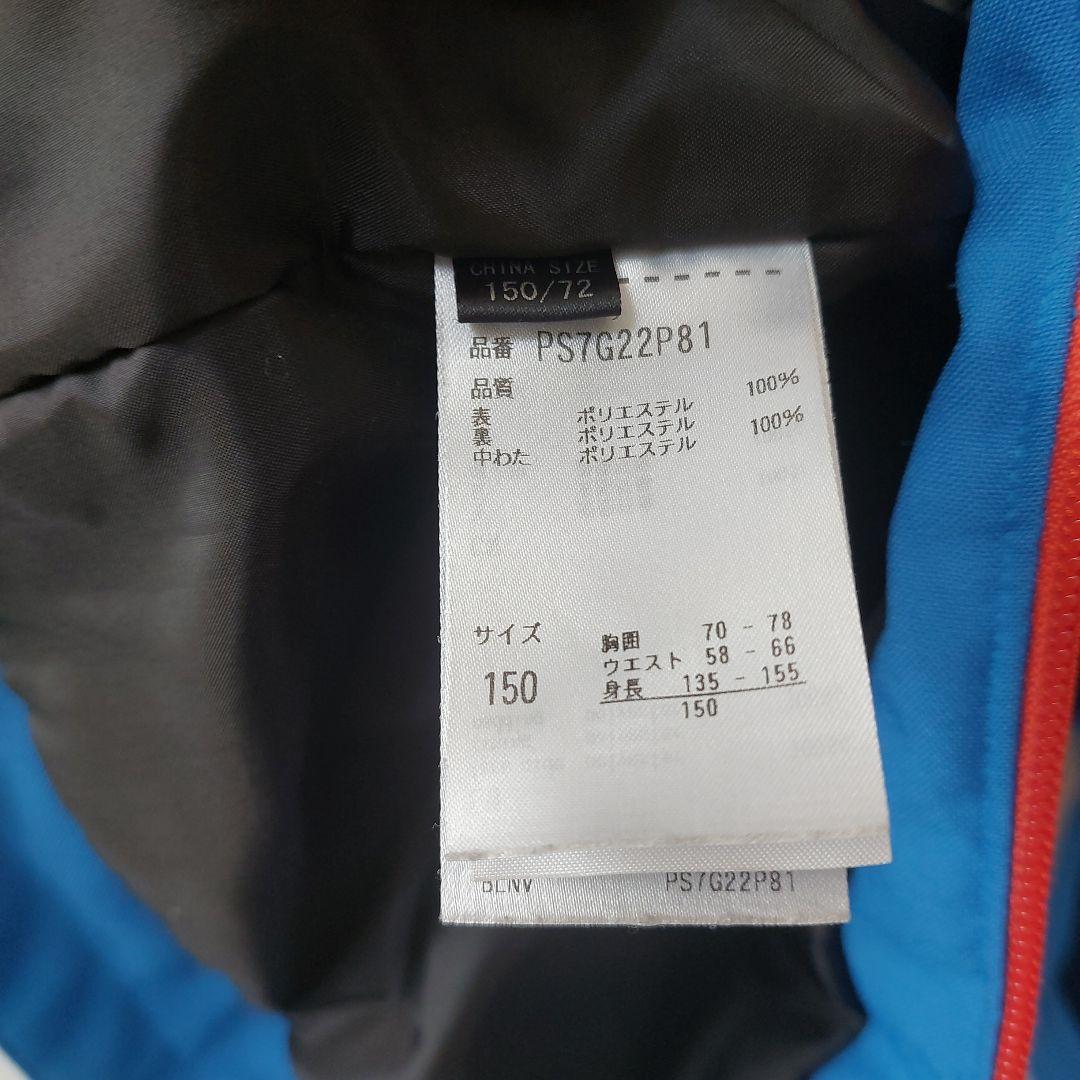 CHINA SIZE
150/72
品番 PS7G22P81
品質
表 ポリエステル 100%
裏 ポリエステル 100%
中わた ポリエステル
サイズ
150
胸囲 70 - 78
ウエスト 58 - 66
身長 135 - 155
150
BLNV PS7G22P81